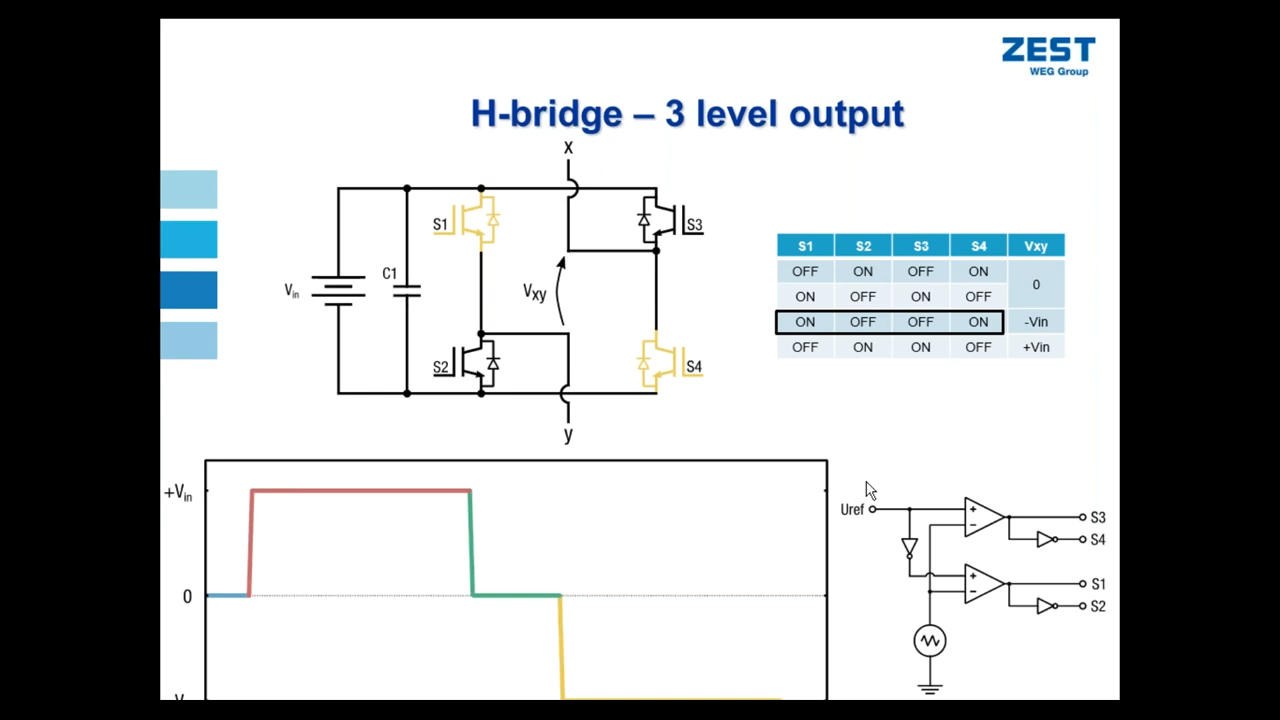 ZEST
WEG Group
H-bridge – 3 level output
x
S1
S3
Vin
C1
Vxy
S2
S4
y
S1 S2 S3 S4 Vxy
OFF ON OFF ON 0
ON OFF ON OFF
ON OFF OFF ON -Vin
OFF ON ON OFF +Vin
+Vin
0
Uref
+
−
S3
S4
+
−
S1
S2